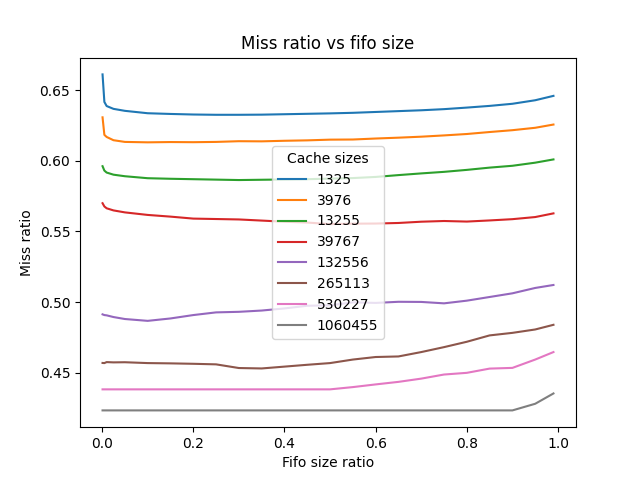 Miss ratio vs fifo size
Miss ratio
0.65
0.60
0.55
0.50
0.45
Cache sizes
1325
3976
13255
39767
132556
265113
530227
1060455
0.0 0.2 0.4 0.6 0.8 1.0
Fifo size ratio